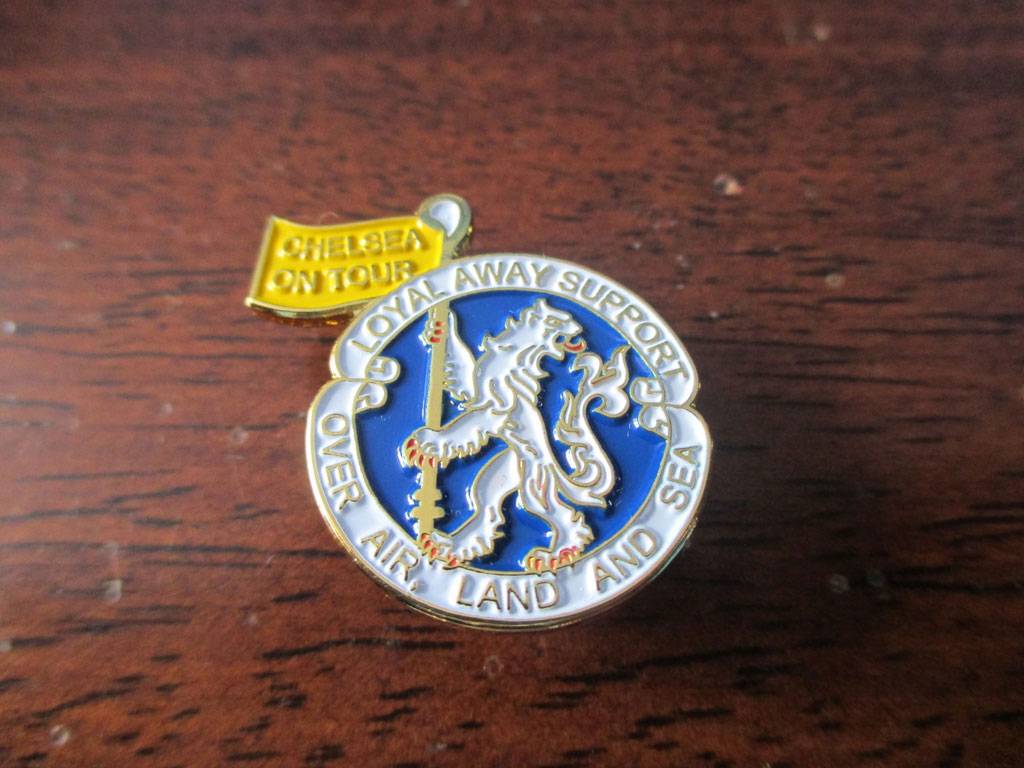 CHELSEA
ON TOUR
LOYAL AWAY SUPPORT
OVER AIR, LAND AND SEA